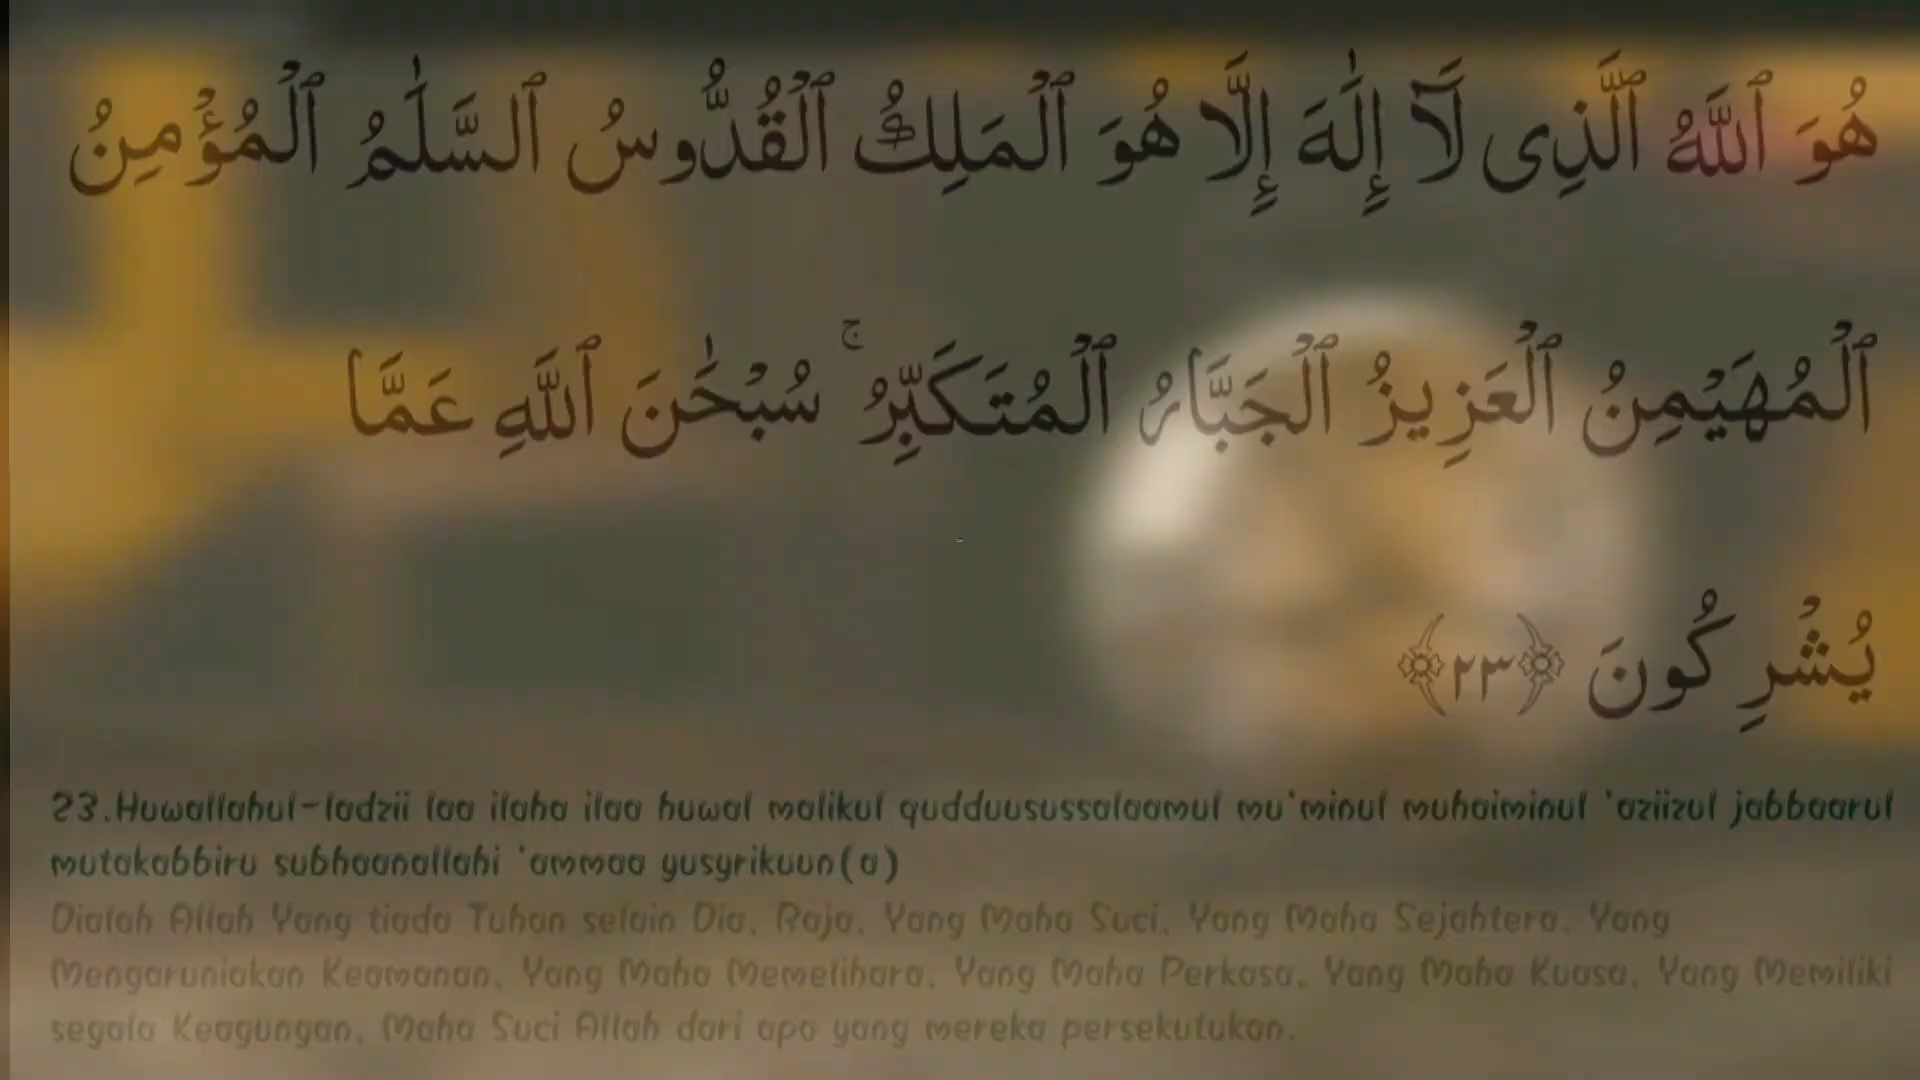 هُوَ ٱللَّهُ ٱلَّذِى لَآ إِلَٰهَ إِلَّا هُوَ ٱلْمَلِكُ ٱلْقُدُّوسُ ٱلسَّلَٰمُ ٱلْمُؤْمِنُ
ٱلْمُهَيْمِنُ ٱلْعَزِيزُ ٱلْجَبَّارُ ٱلْمُتَكَبِّرُ ۚ سُبْحَٰنَ ٱللَّهِ عَمَّا
يُشْرِكُونَ ﴿٢٣﴾
23.Huwallahul-ladzii laa ilaha ilaa huwal malikul qudduusussalaamul mu'minul muhaiminul 'aziizul jabbaarul
mutakabbiru subhaanallahi 'ammaa yusyrikuun(a)
Dialah Allah Yang tiada Tuhan selain Dia, Raja, Yang Maha Suci, Yang Maha Sejahtera, Yang
Mengaruniakan Keamanan, Yang Maha Memelihara, Yang Maha Perkasa, Yang Maha Kuasa, Yang Memiliki
segala Keagungan, Maha Suci Allah dari apa yang mereka persekutukan.